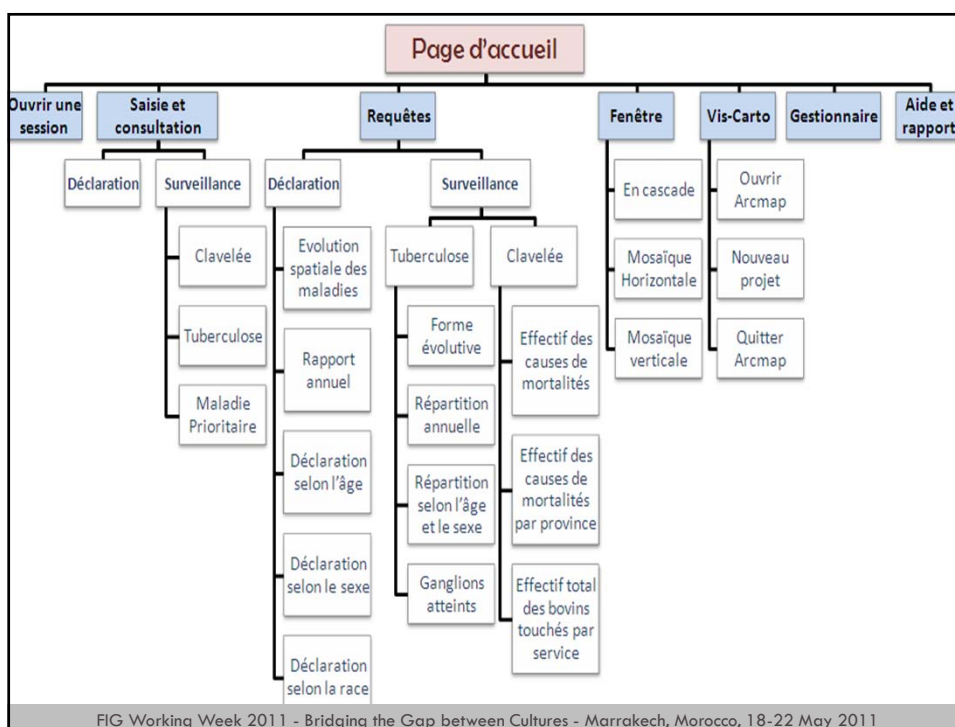 Page d'accueil
Ouvrir une
session
Saisie et
consultation
Requêtes
Fenêtre
Vis-Carto
Gestionnaire
Aide et
rapport
Déclaration
Surveillance
Clavelée
Tuberculose
Maladie
Prioritaire
Déclaration
Evolution
spatiale des
maladies
Rapport
annuel
Déclaration
selon l'âge
Déclaration
selon le sexe
Déclaration
selon la race
Surveillance
Tuberculose
Forme
évolutive
Répartition
annuelle
Répartition
selon l'âge
et le sexe
Ganglions
atteints
Clavelée
Effectif des
causes de
mortalités
Effectif des
causes de
mortalités
par province
Effectif total
des bovins
touchés par
service
En cascade
Mosaïque
Horizontale
Mosaïque
verticale
Ouvrir
Arcmap
Nouveau
projet
Quitter
Arcmap
FIG Working Week 2011 - Bridging the Gap between Cultures - Marrakech, Morocco, 18-22 May 2011